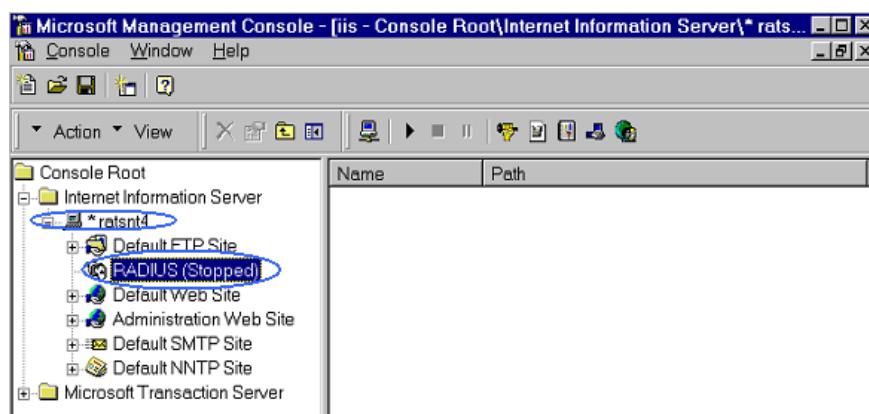 Microsoft Management Console - [iis - Console Root\Internet Information Server\* rats...
Console Window Help
Action View
Console Root
Name Path
Internet Information Server
* ratsnt4
Default FTP Site
RADIUS (Stopped)
Default Web Site
Administration Web Site
Default SMTP Site
Default NNTP Site
Microsoft Transaction Server